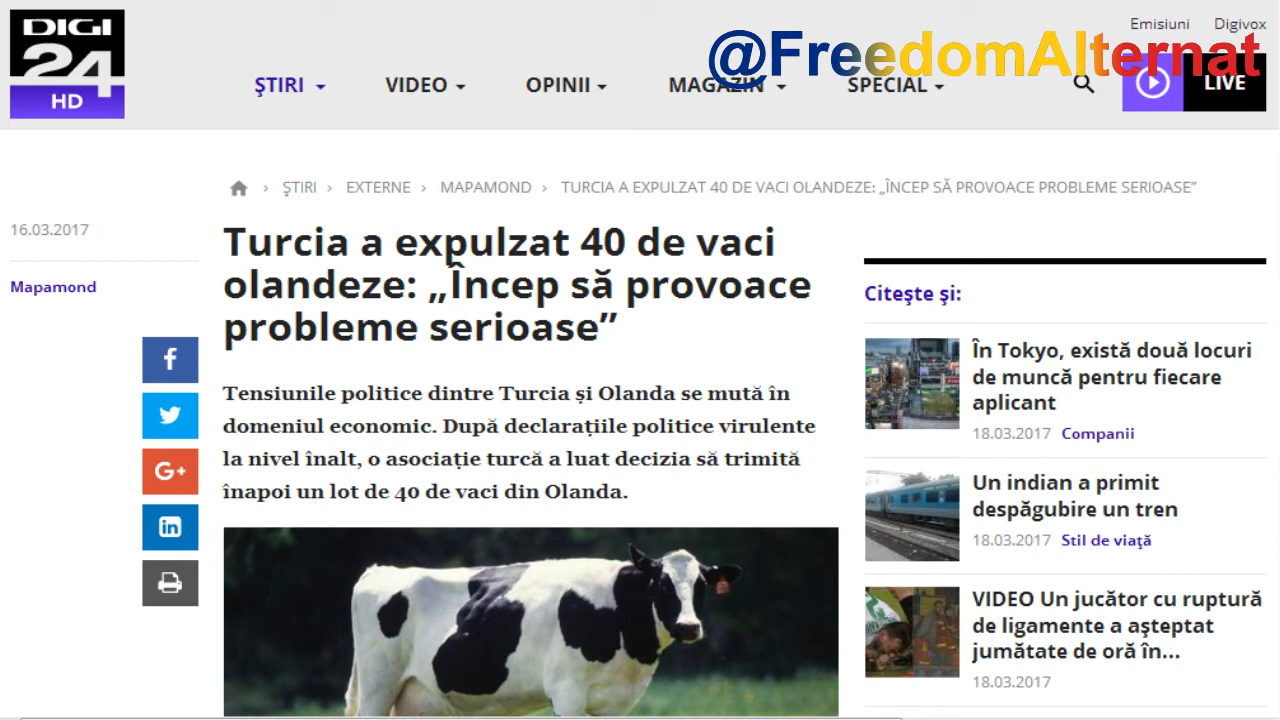 DIGI
24
HD
Emisiuni Digivox
@FreedomAlternat
ŞTIRI VIDEO OPINII MAGAZIN SPECIAL LIVE
ŞTIRI › EXTERNE › MAPAMOND › TURCIA A EXPULZAT 40 DE VACI OLANDEZE: „ÎNCEP SĂ PROVOACE PROBLEME SERIOASE”
16.03.2017
Mapamond
f
G+
in
Turcia a expulzat 40 de vaci
olandeze: „Încep să provoace
probleme serioase”
Tensiunile politice dintre Turcia și Olanda se mută în
domeniul economic. După declarațiile politice virulente
la nivel înalt, o asociație turcă a luat decizia să trimită
înapoi un lot de 40 de vaci din Olanda.
Citeşte şi:
În Tokyo, există două locuri
de muncă pentru fiecare
aplicant
18.03.2017 Companii
Un indian a primit
despăgubire un tren
18.03.2017 Stil de viaţă
VIDEO Un jucător cu ruptură
de ligamente a aşteptat
jumătate de oră în...
18.03.2017